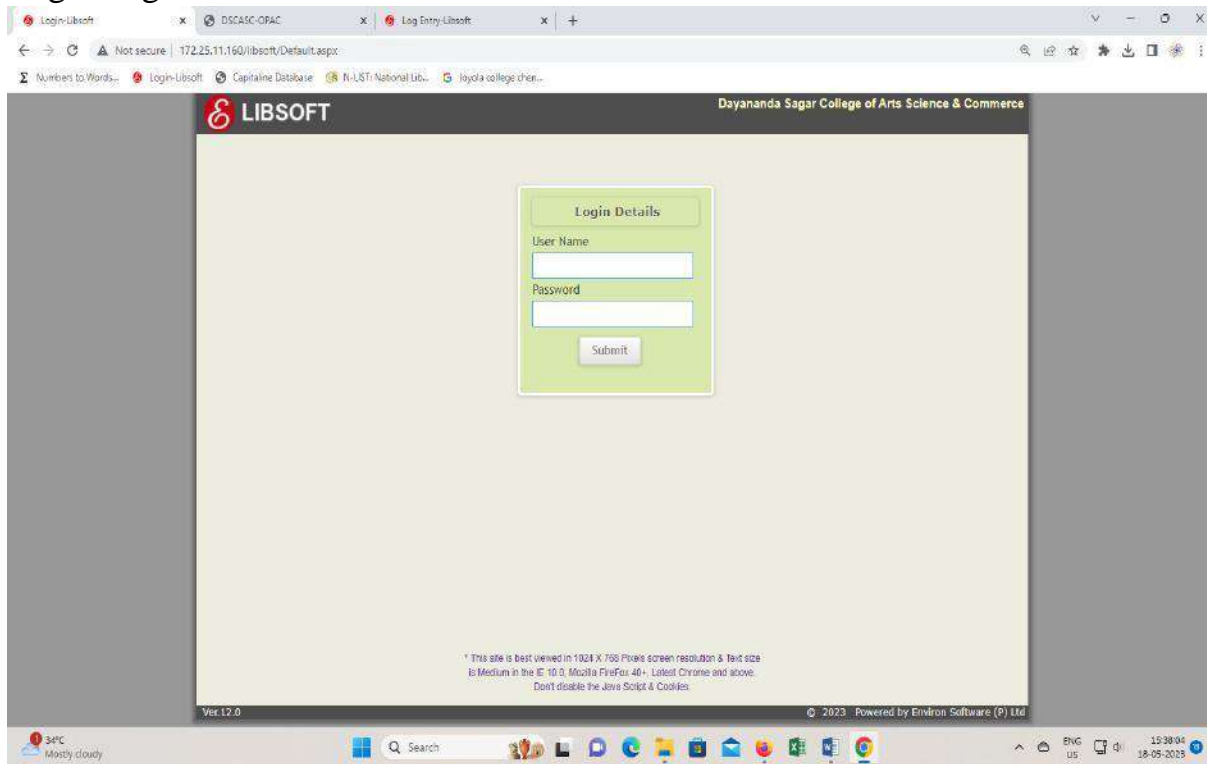 Login-Libsoft
DSCASC-OPAC
Log Entry-Libsoft
Not secure 172.25.11.160/libsoft/Default.aspx
Numbers to Words... Login-Libsoft Capitaline Database N-LIST: National Lib... loyola college chen...
LIBSOFT
Dayananda Sagar College of Arts Science & Commerce
Login Details
User Name
Password
Submit
* This site is best viewed in 1024 X 768 Pixels screen resolution & Text size
is Medium in the IE 10.0, Mozilla FireFox 40+, Latest Chrome and above.
Don't disable the Java Script & Cookies
Ver.12.0
© 2023 Powered by Environ Software (P) Ltd
34°C
Mostly cloudy
Search
ENG
US
15:38:04
18-05-2023